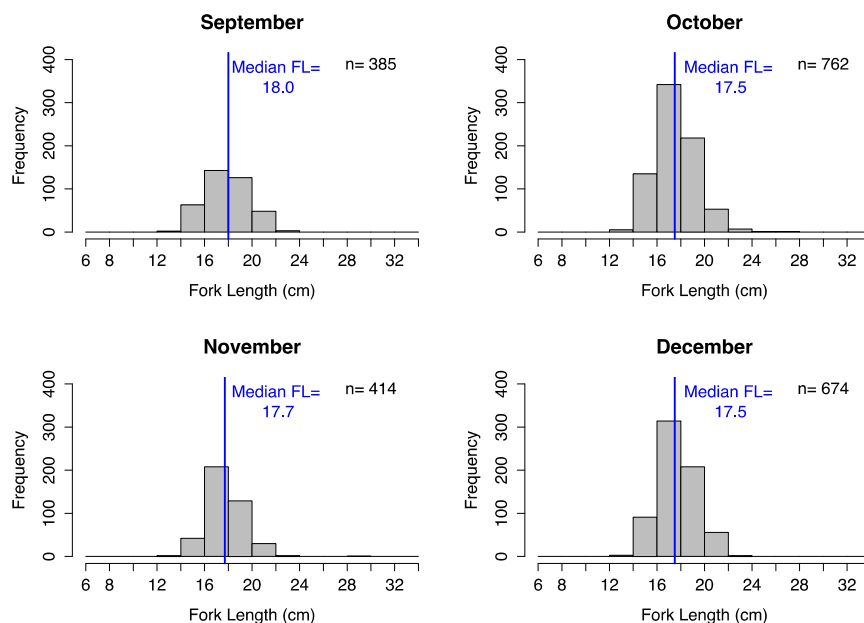 September
Frequency
400
300
200
100
0
Median FL=
18.0
n= 385
6 8 12 16 20 24 28 32
Fork Length (cm)
October
Frequency
400
300
200
100
0
Median FL=
17.5
n= 762
6 8 12 16 20 24 28 32
Fork Length (cm)
November
Frequency
400
300
200
100
0
Median FL=
17.7
n= 414
6 8 12 16 20 24 28 32
Fork Length (cm)
December
Frequency
400
300
200
100
0
Median FL=
17.5
n= 674
6 8 12 16 20 24 28 32
Fork Length (cm)